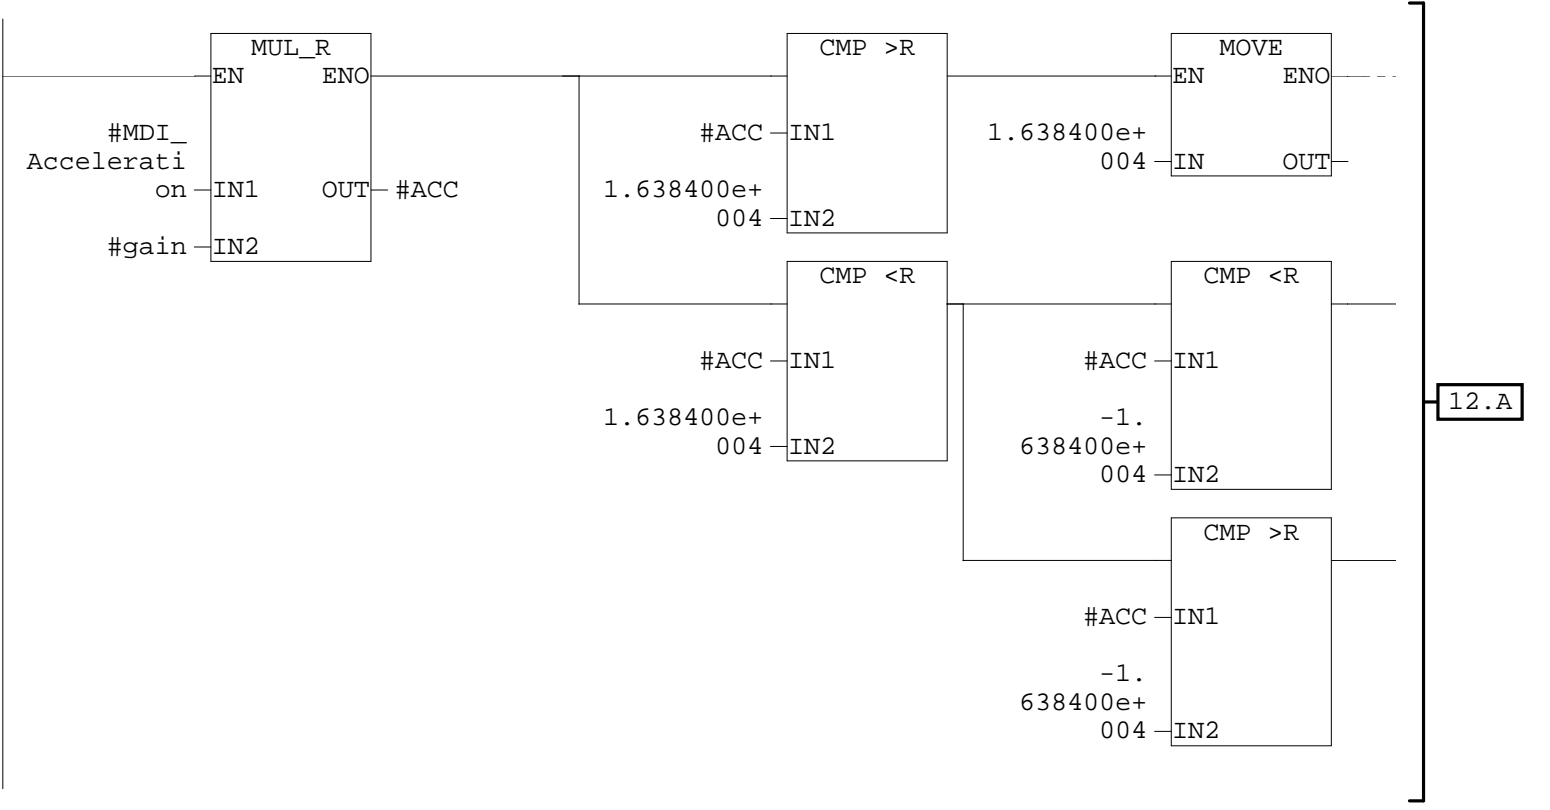 MUL_R
EN ENO
#MDI_
Accelerati
on IN1 OUT #ACC
#gain IN2
CMP >R
#ACC IN1
1.638400e+
004 IN2
MOVE
EN ENO
1.638400e+
004 IN OUT
CMP <R
#ACC IN1
1.638400e+
004 IN2
CMP <R
#ACC IN1
-1.
638400e+
004 IN2
CMP >R
#ACC IN1
-1.
638400e+
004 IN2
12.A